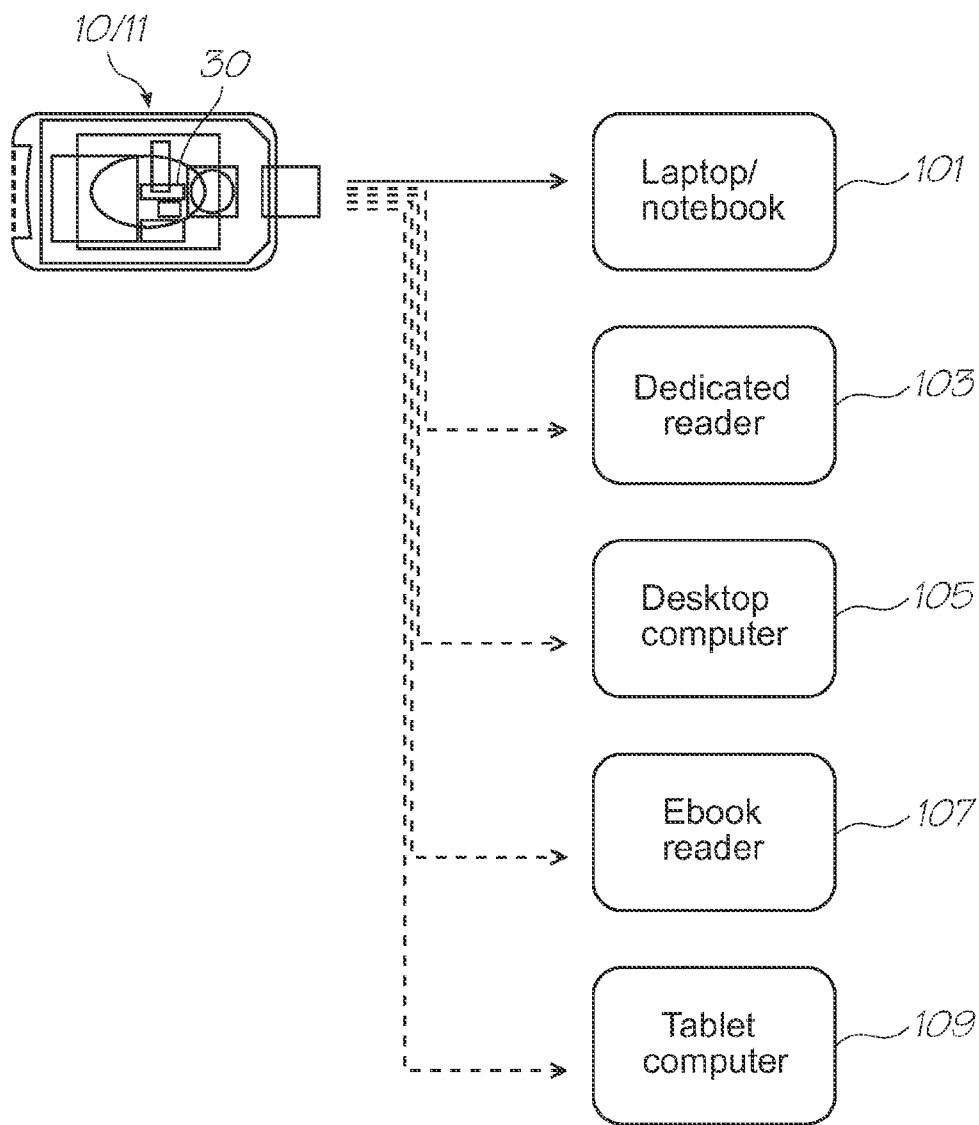 10/11
30
Laptop/
notebook
101
Dedicated
reader
103
Desktop
computer
105
Ebook
reader
107
Tablet
computer
109